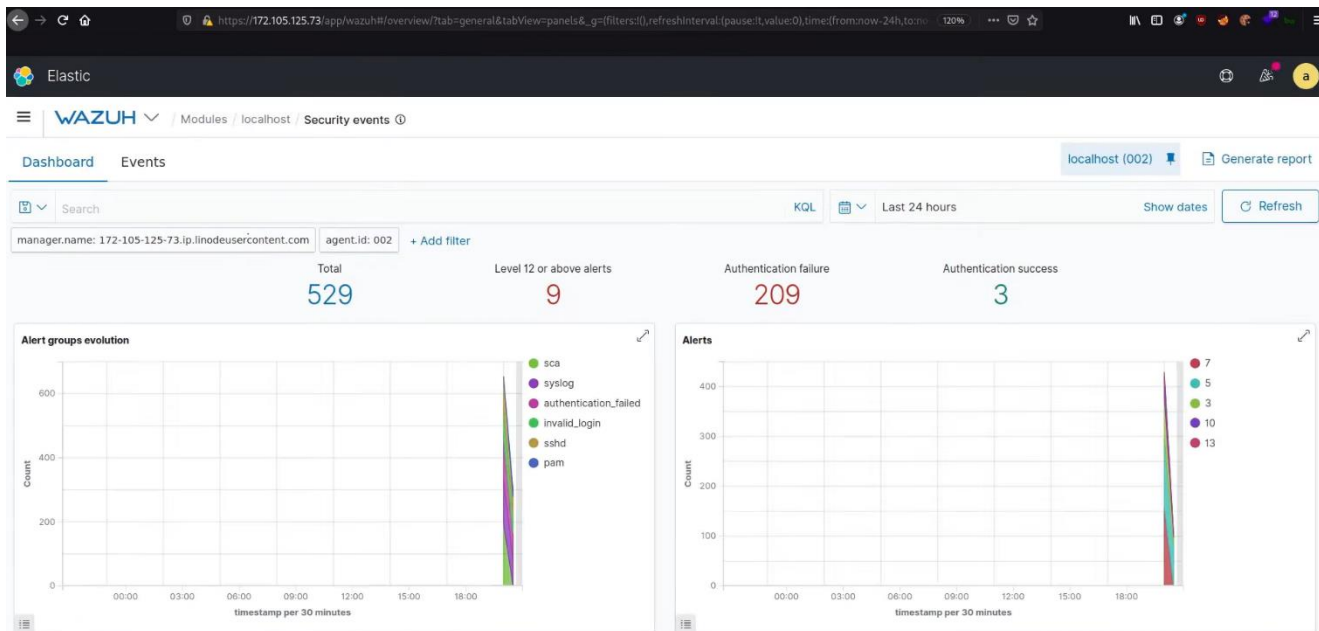 https://172.105.125.73/app/wazuh#/overview/?tab=general&tabView=panels&_g=(filters:!(),refreshInterval:(pause:!t,value:0),time:(from:now-24h,to:no 120%
Elastic
a
WAZUH / Modules / localhost / Security events
Dashboard Events localhost (002) Generate report
Search KQL Last 24 hours Show dates Refresh
manager.name: 172-105-125-73.ip.linodeusercontent.com agent.id: 002 + Add filter
Total Level 12 or above alerts Authentication failure Authentication success
529 9 209 3
Alert groups evolution
600
400
200
0
Count
00:00 03:00 06:00 09:00 12:00 15:00 18:00
timestamp per 30 minutes
sca
syslog
authentication_failed
invalid_login
sshd
pam
Alerts
400
300
200
100
0
Count
00:00 03:00 06:00 09:00 12:00 15:00 18:00
timestamp per 30 minutes
7
5
3
10
13